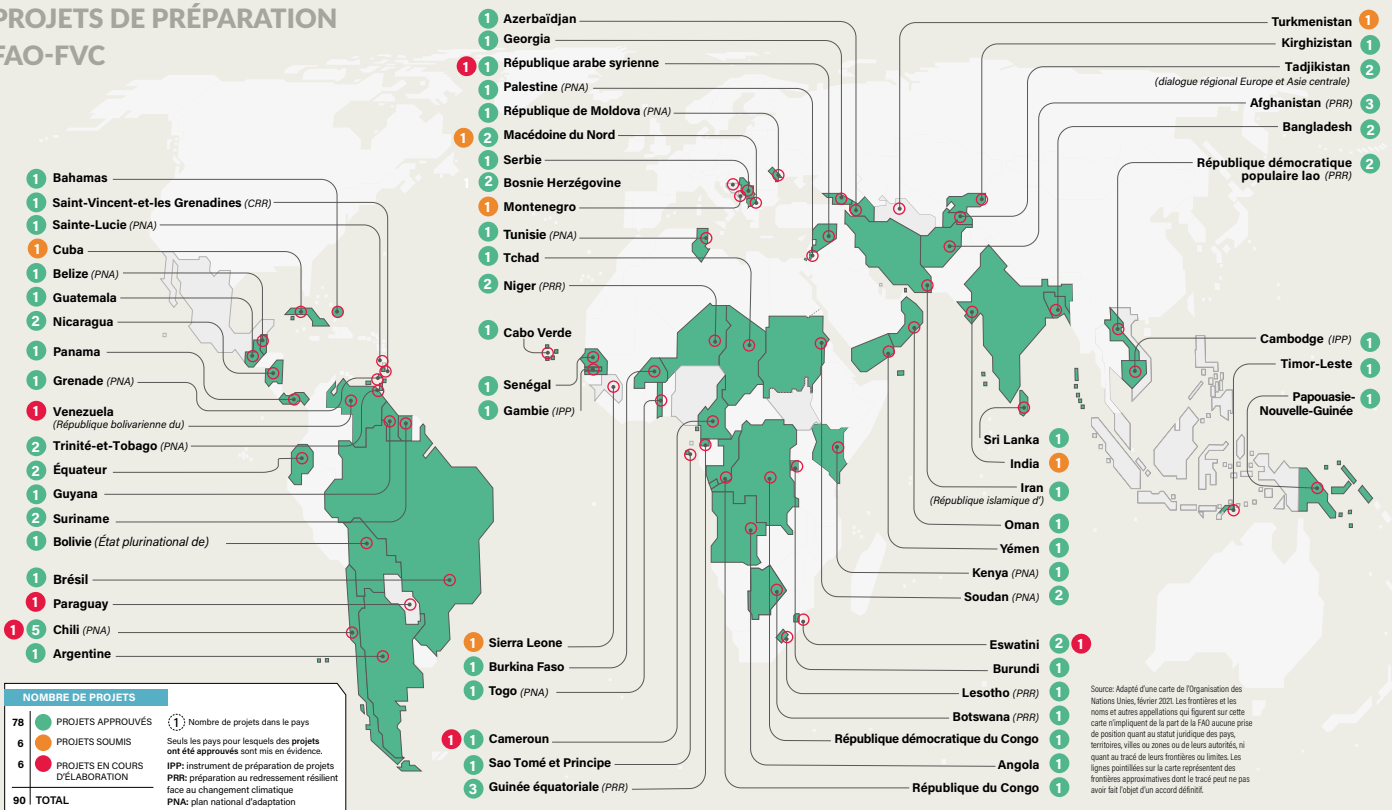 PROJETS DE PRÉPARATION
FAO-FVC
1 Bahamas
1 Saint-Vincent-et-les Grenadines (CRR)
1 Sainte-Lucie (PNA)
1 Cuba
1 Belize (PNA)
1 Guatemala
2 Nicaragua
1 Panama
1 Grenade (PNA)
1 Venezuela
(République bolivarienne du)
2 Trinité-et-Tobago (PNA)
2 Équateur
1 Guyana
2 Suriname
1 Bolivie (État plurinational de)
1 Brésil
1 Paraguay
1 5 Chili (PNA)
1 Argentine
1 Azerbaïdjan
1 Georgia
1 1 République arabe syrienne
1 Palestine (PNA)
1 République de Moldova (PNA)
1 2 Macédoine du Nord
1 Serbie
1
2 Bosnie Herzégovine
1 Montenegro
1 Tunisie (PNA)
1 Tchad
2 Niger (PRR)
1 Cabo Verde
1 Senégal
1 Gambie (IPP)
1 Sierra Leone
1 Burkina Faso
1 Togo (PNA)
1 1 Cameroun
1 Sao Tomé et Principe
3 Guinée équatoriale (PRR)
Turkmenistan 1
Kirghizistan 1
Tadjikistan 2
(dialogue régional Europe et Asie centrale)
Afghanistan (PRR) 3
Bangladesh 2
République démocratique 2
populaire lao (PRR)
Cambodge (IPP) 1
Timor-Leste 1
Papouasie- 1
Nouvelle-Guinée
Sri Lanka 1
India 1
Iran 1
(République islamique d')
Oman 1
Yémen 1
Kenya (PNA) 1
Soudan (PNA) 2
Eswatini 2 1
Burundi 1
Lesotho (PRR) 1
Botswana (PRR) 1
République démocratique du Congo 1
Angola 1
République du Congo 1
NOMBRE DE PROJETS
78 PROJETS APPROUVÉS
6 PROJETS SOUMIS
6 PROJETS EN COURS
D'ÉLABORATION
90 TOTAL
1 Nombre de projets dans le pays
Seuls les pays pour lesquels des projets
ont été approuvés sont mis en évidence.
IPP: instrument de préparation de projets
PRR: préparation au redressement résilient
face au changement climatique
PNA: plan national d'adaptation
Source: Adapté d'une carte de l'Organisation des
Nations Unies, février 2021. Les frontières et les
noms et autres appellations qui figurent sur cette
carte n'impliquent de la part de la FAO aucune prise
de position quant au statut juridique des pays,
territoires, villes ou zones ou de leurs autorités, ni
quant au tracé de leurs frontières ou limites. Les
lignes pointillées sur la carte représentent des
frontières approximatives dont le tracé peut ne pas
avoir fait l'objet d'un accord définitif.